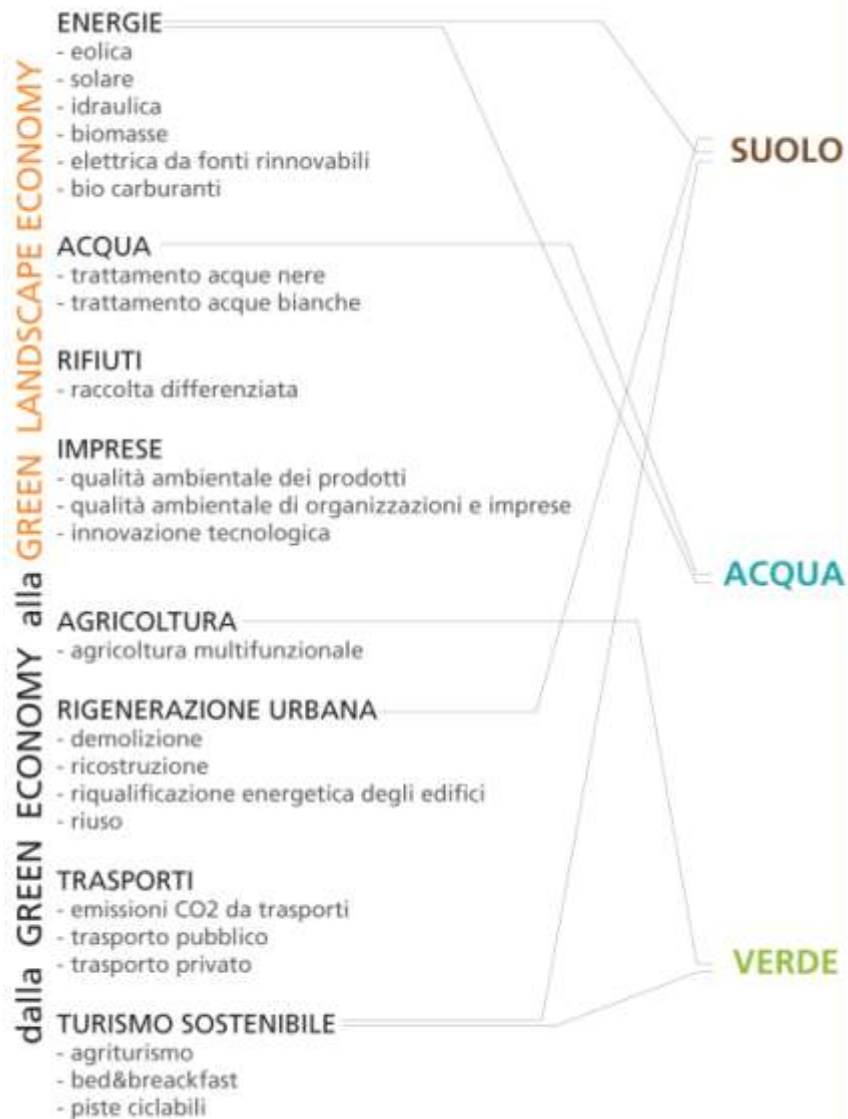 dalla GREEN ECONOMY alla GREEN LANDSCAPE ECONOMY
ENERGIE
- eolica
- solare
- idraulica
- biomasse
- elettrica da fonti rinnovabili
- bio carburanti
ACQUA
- trattamento acque nere
- trattamento acque bianche
RIFIUTI
- raccolta differenziata
IMPRESE
- qualità ambientale dei prodotti
- qualità ambientale di organizzazioni e imprese
- innovazione tecnologica
AGRICOLTURA
- agricoltura multifunzionale
RIGENERAZIONE URBANA
- demolizione
- ricostruzione
- riqualificazione energetica degli edifici
- riuso
TRASPORTI
- emissioni CO2 da trasporti
- trasporto pubblico
- trasporto privato
TURISMO SOSTENIBILE
- agriturismo
- bed&breackfast
- piste ciclabili
SUOLO
ACQUA
VERDE